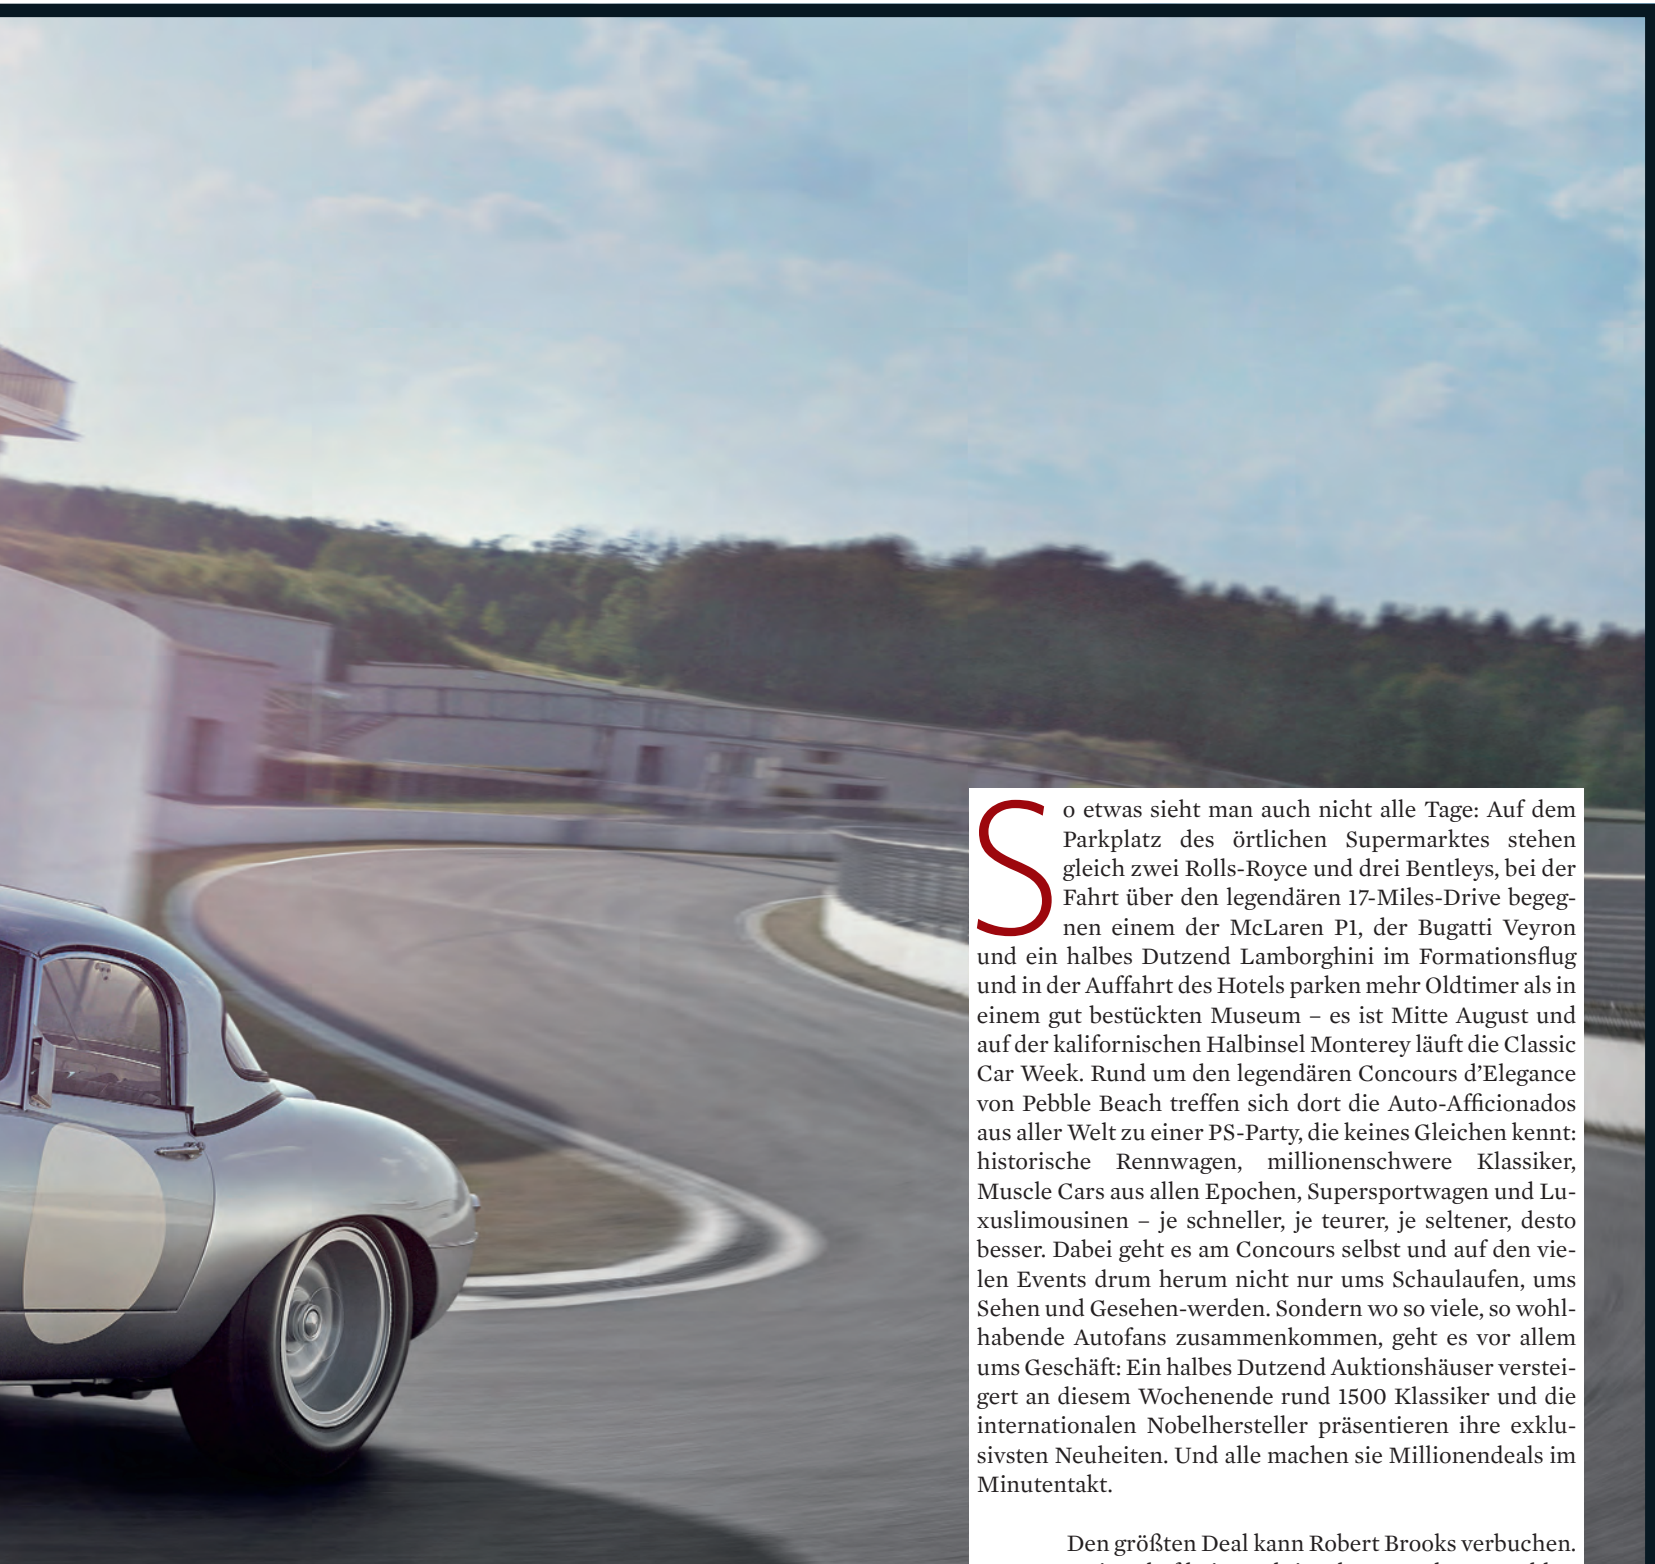 So etwas sieht man auch nicht alle Tage: Auf dem
Parkplatz des örtlichen Supermarktes stehen
gleich zwei Rolls-Royce und drei Bentleys, bei der
Fahrt über den legendären 17-Miles-Drive begeg-
nen einem der McLaren P1, der Bugatti Veyron
und ein halbes Dutzend Lamborghini im Formationsflug
und in der Auffahrt des Hotels parken mehr Oldtimer als in
einem gut bestückten Museum – es ist Mitte August und
auf der kalifornischen Halbinsel Monterey läuft die Classic
Car Week. Rund um den legendären Concours d’Elegance
von Pebble Beach treffen sich dort die Auto-Afficionados
aus aller Welt zu einer PS-Party, die keines Gleichen kennt:
historische Rennwagen, millionenschwere Klassiker,
Muscle Cars aus allen Epochen, Supersportwagen und Lu-
xuslimousinen – je schneller, je teurer, je seltener, desto
besser. Dabei geht es am Concours selbst und auf den vie-
len Events drum herum nicht nur ums Schaulaufen, ums
Sehen und Gesehen-werden. Sondern wo so viele, so wohl-
habende Autofans zusammenkommen, geht es vor allem
ums Geschäft: Ein halbes Dutzend Auktionshäuser verstei-
gert an diesem Wochenende rund 1500 Klassiker und die
internationalen Nobelhersteller präsentieren ihre exklu-
sivsten Neuheiten. Und alle machen sie Millionendeals im
Minutentakt.
Den größten Deal kann Robert Brooks verbuchen.